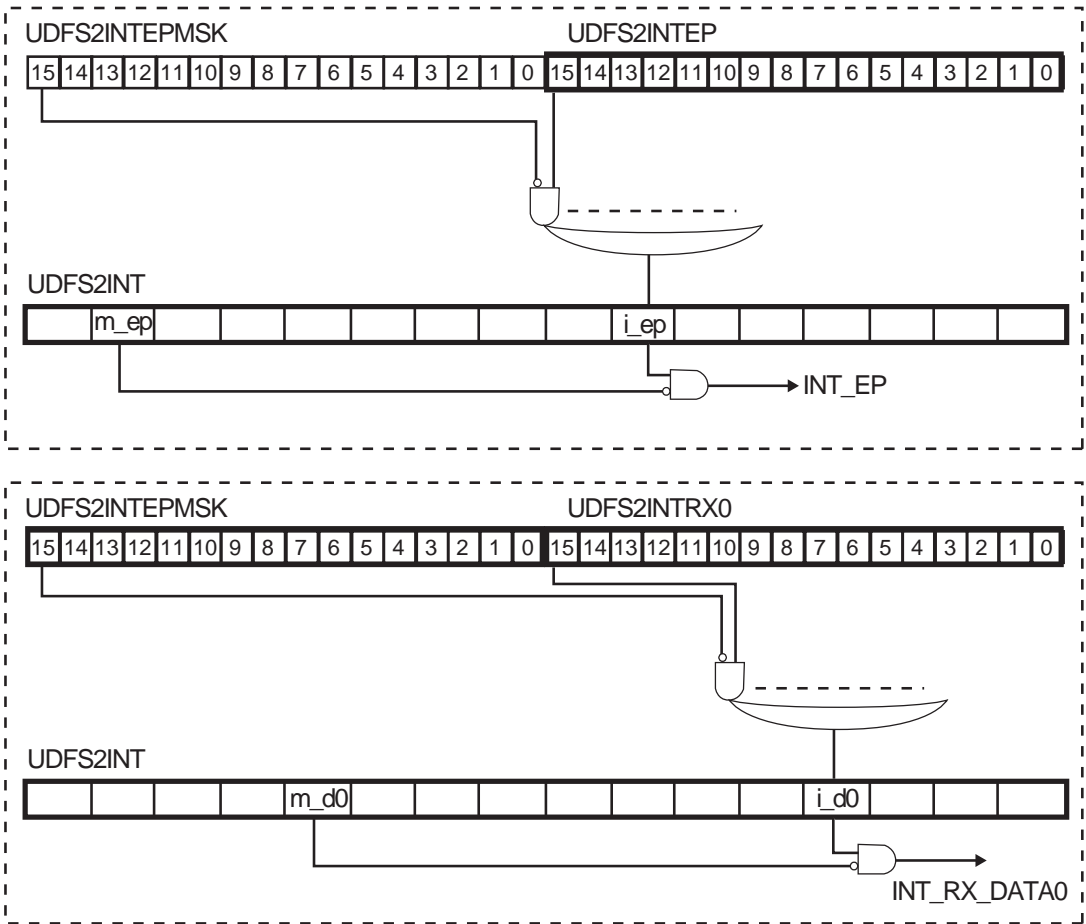 UDFS2INTEPMSK UDFS2INTEP
15 14 13 12 11 10 9 8 7 6 5 4 3 2 1 0 15 14 13 12 11 10 9 8 7 6 5 4 3 2 1 0
UDFS2INT
m_ep i_ep
INT_EP
UDFS2INTEPMSK UDFS2INTRX0
15 14 13 12 11 10 9 8 7 6 5 4 3 2 1 0 15 14 13 12 11 10 9 8 7 6 5 4 3 2 1 0
UDFS2INT
m_d0 i_d0
INT_RX_DATA0